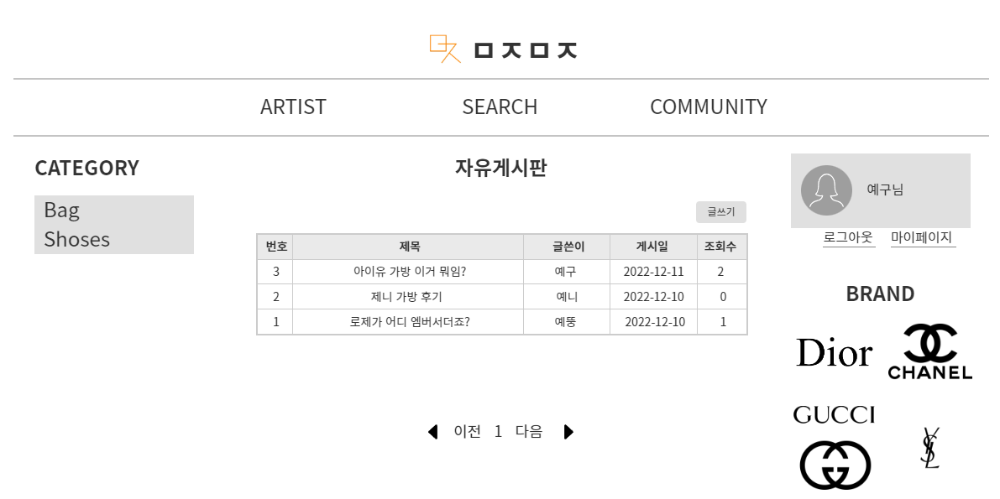 ㅁㅈㅁㅈ
ARTIST SEARCH COMMUNITY
CATEGORY
Bag
Shoses
자유게시판
글쓰기
번호 제목 글쓴이 게시일 조회수
3 아이유 가방 이거 뭐임? 예구 2022-12-11 2
2 제니 가방 후기 예니 2022-12-10 0
1 로제가 어디 엠버서더죠? 예뚱 2022-12-10 1
이전 1 다음
예구님
로그아웃 마이페이지
BRAND
Dior
CHANEL
GUCCI
YSL